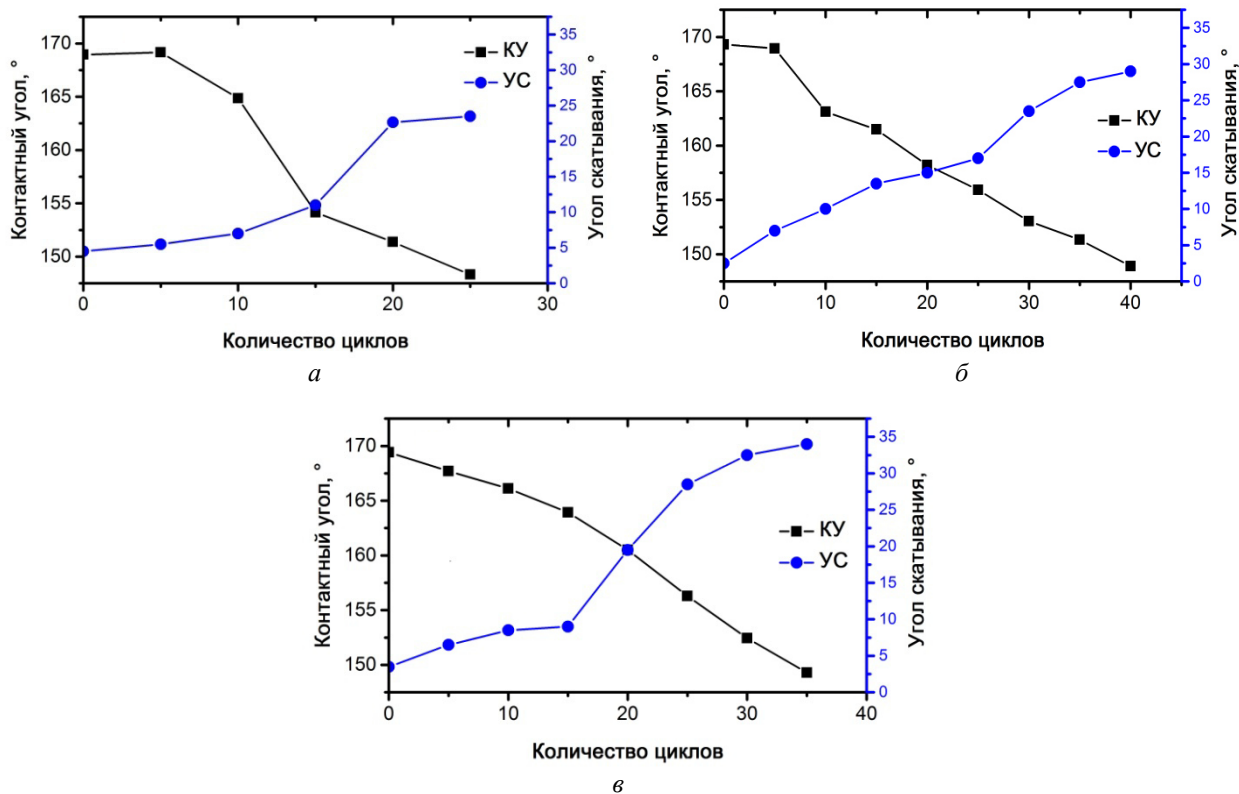 170
165
160
155
150
Контактный угол, °
КУ
УС
35
30
25
20
15
10
5
0
Угол скатывания, °
0 10 20 30
Количество циклов
а
170
165
160
155
150
Контактный угол, °
КУ
УС
35
30
25
20
15
10
5
0
Угол скатывания, °
0 10 20 30 40
Количество циклов
б
170
165
160
155
150
Контактный угол, °
КУ
УС
35
30
25
20
15
10
5
0
Угол скатывания, °
0 10 20 30 40
Количество циклов
в